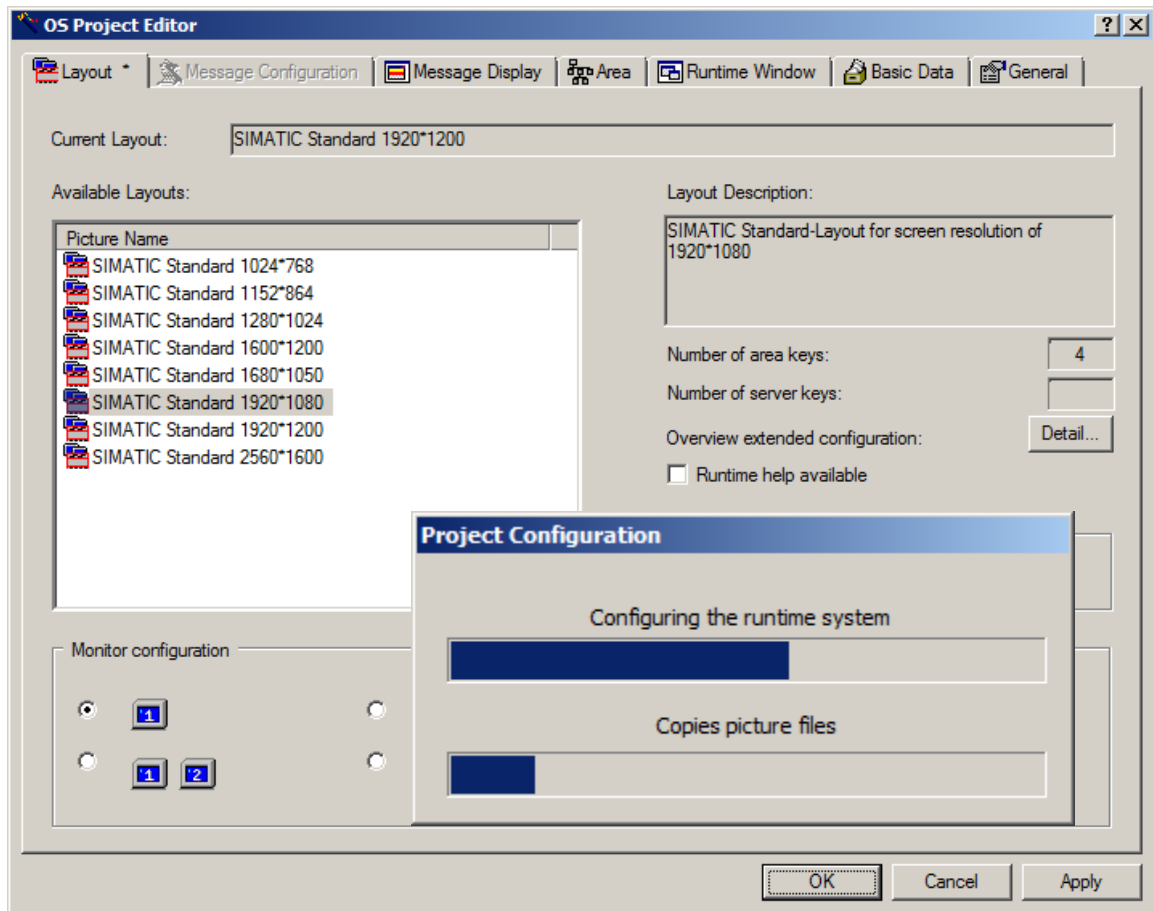 OS Project Editor
Layout *
Message Configuration
Message Display
Area
Runtime Window
Basic Data
General
Current Layout:
SIMATIC Standard 1920*1200
Available Layouts:
Picture Name
SIMATIC Standard 1024*768
SIMATIC Standard 1152*864
SIMATIC Standard 1280*1024
SIMATIC Standard 1600*1200
SIMATIC Standard 1680*1050
SIMATIC Standard 1920*1080
SIMATIC Standard 1920*1200
SIMATIC Standard 2560*1600
Layout Description:
SIMATIC Standard-Layout for screen resolution of
1920*1080
Number of area keys:
4
Number of server keys:
Overview extended configuration:
Detail...
Runtime help available
Project Configuration
Configuring the runtime system
Copies picture files
Monitor configuration
'1
'1
'2
OK
Cancel
Apply